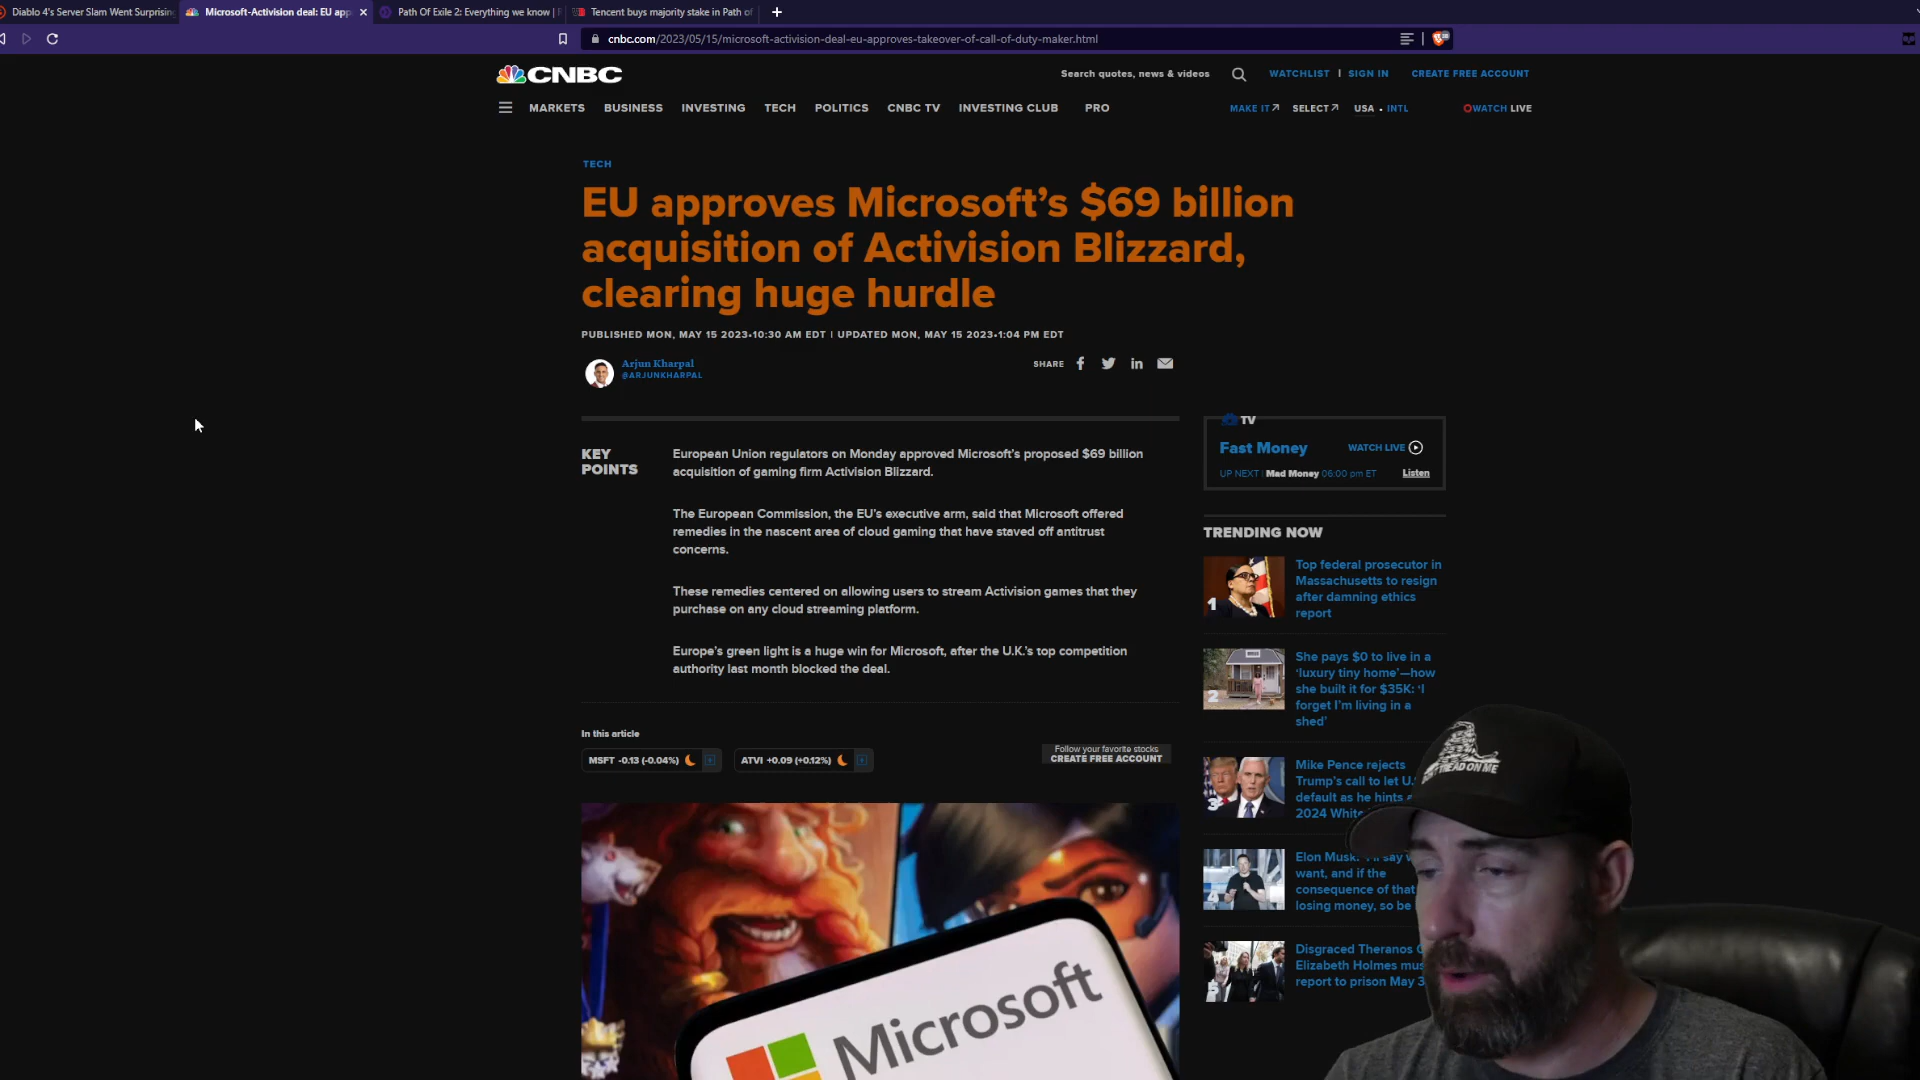 Diablo 4's Server Slam Went Surprisin
Microsoft-Activision deal: EU app
Path Of Exile 2: Everything we know |
Tencent buys majority stake in Path of
cnbc.com/2023/05/15/microsoft-activision-deal-eu-approves-takeover-of-call-of-duty-maker.html
CNBC
Search quotes, news & videos
WATCHLIST | SIGN IN
CREATE FREE ACCOUNT
MARKETS BUSINESS INVESTING TECH POLITICS CNBC TV INVESTING CLUB PRO
MAKE IT SELECT USA • INTL WATCH LIVE
TECH
EU approves Microsoft's $69 billion
acquisition of Activision Blizzard,
clearing huge hurdle
PUBLISHED MON, MAY 15 2023•10:30 AM EDT | UPDATED MON, MAY 15 2023•1:04 PM EDT
Arjun Kharpal
@ARJUNKHARPAL
SHARE
KEY
POINTS
European Union regulators on Monday approved Microsoft's proposed $69 billion
acquisition of gaming firm Activision Blizzard.
The European Commission, the EU's executive arm, said that Microsoft offered
remedies in the nascent area of cloud gaming that have staved off antitrust
concerns.
These remedies centered on allowing users to stream Activision games that they
purchase on any cloud streaming platform.
Europe's green light is a huge win for Microsoft, after the U.K.'s top competition
authority last month blocked the deal.
In this article
MSFT -0.13 (-0.04%)
ATVI +0.09 (+0.12%)
Follow your favorite stocks
CREATE FREE ACCOUNT
Microsoft
TV
Fast Money
WATCH LIVE
UP NEXT | Mad Money 06:00 pm ET
Listen
TRENDING NOW
1
Top federal prosecutor in
Massachusetts to resign
after damning ethics
report
2
She pays $0 to live in a
'luxury tiny home'—how
she built it for $35K: 'I
forget I'm living in a
shed'
3
Mike Pence rejects
Trump's call to let U.
default as he hints
2024 White
4
Elon Musk: 'I'll say
want, and if the
consequence of that
losing money, so be
5
Disgraced Theranos
Elizabeth Holmes mus
report to prison May 3
TREAD ON ME